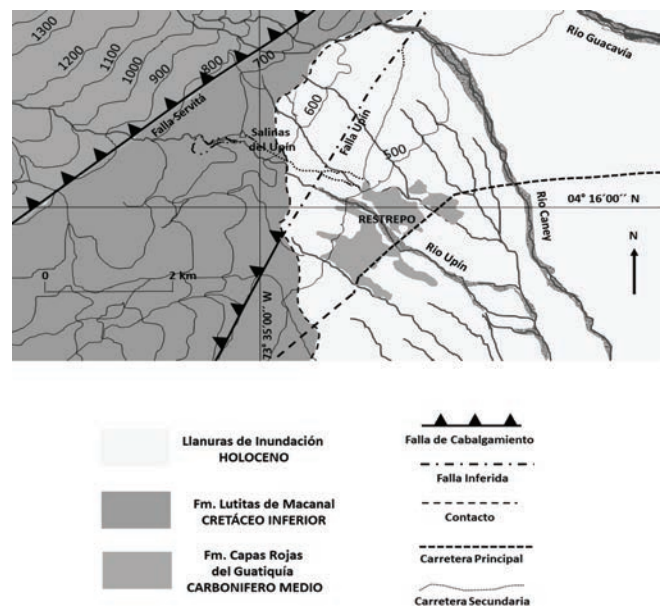 1300
1200
1100
1000
900
800
700
Falla Servitá
600
Falla Upín
Río Guacavía
Salinas
del Upín
500
04° 16´00´´ N
RESTREPO
Río Caney
Río Upín
N
0
2 km
73° 35´00´´ W
Llanuras de Inundación
HOLOCENO
Fm. Lutitas de Macanal
CRETÁCEO INFERIOR
Fm. Capas Rojas
del Guatiquía
CARBONIFERO MEDIO
Falla de Cabalgamiento
Falla Inferida
Contacto
Carretera Principal
Carretera Secundaria